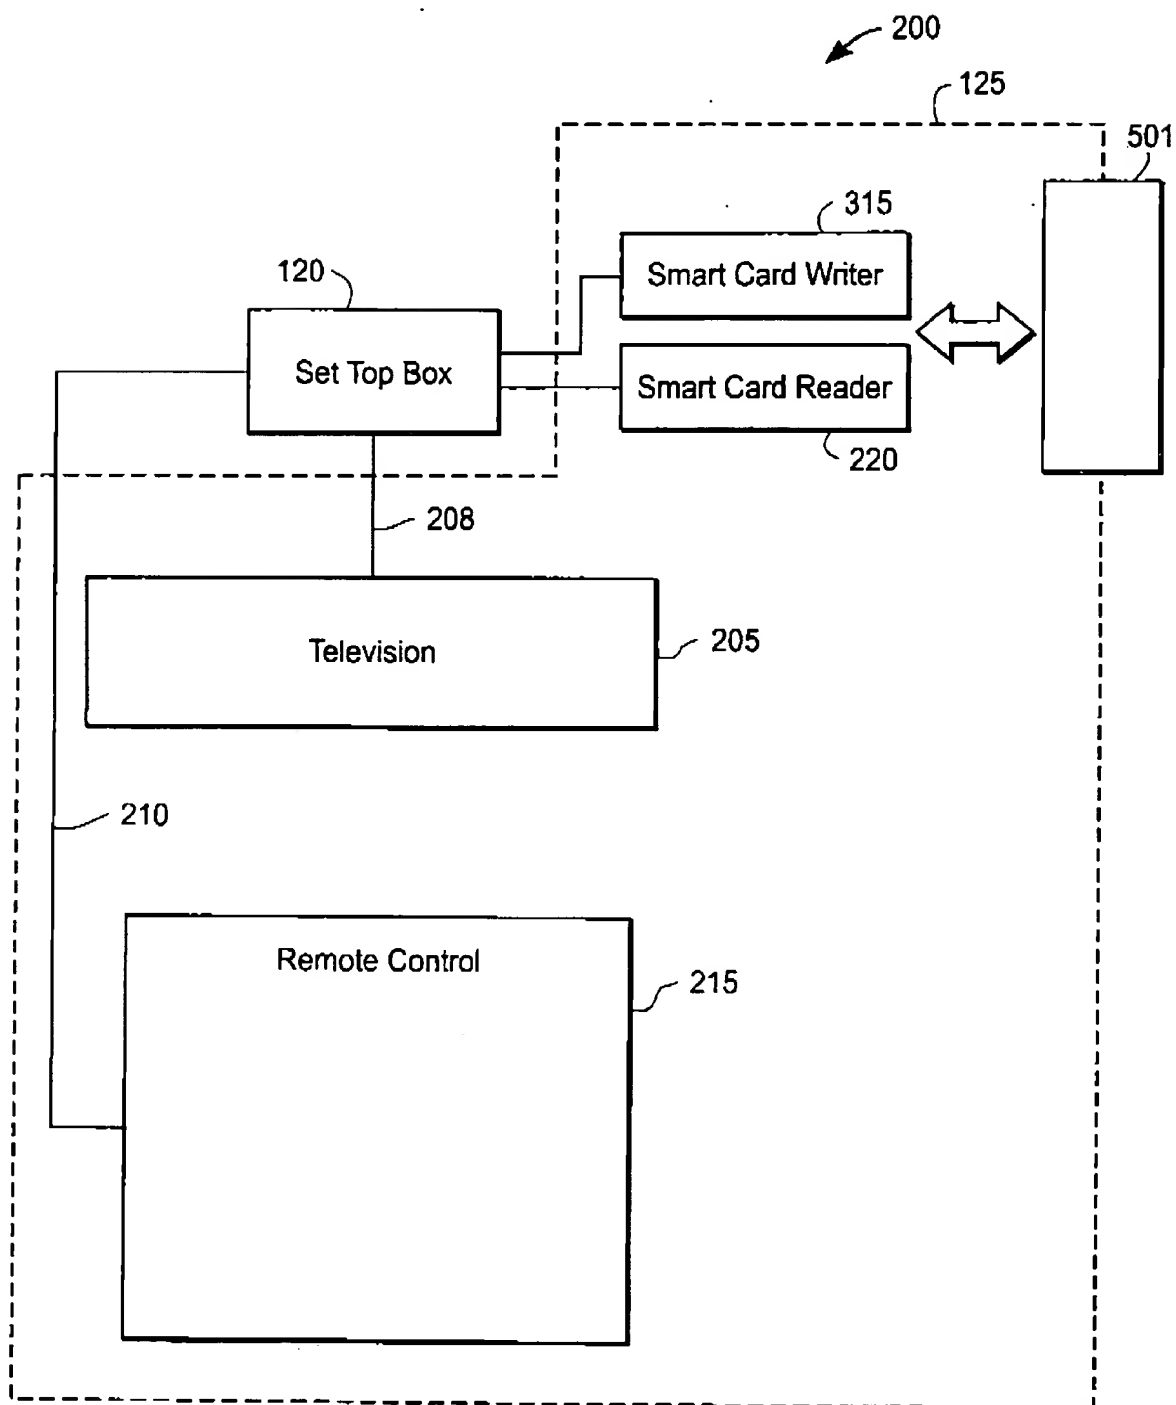 200
125
501
315
Smart Card Writer
120
Set Top Box
Smart Card Reader
220
208
Television
205
210
Remote Control
215